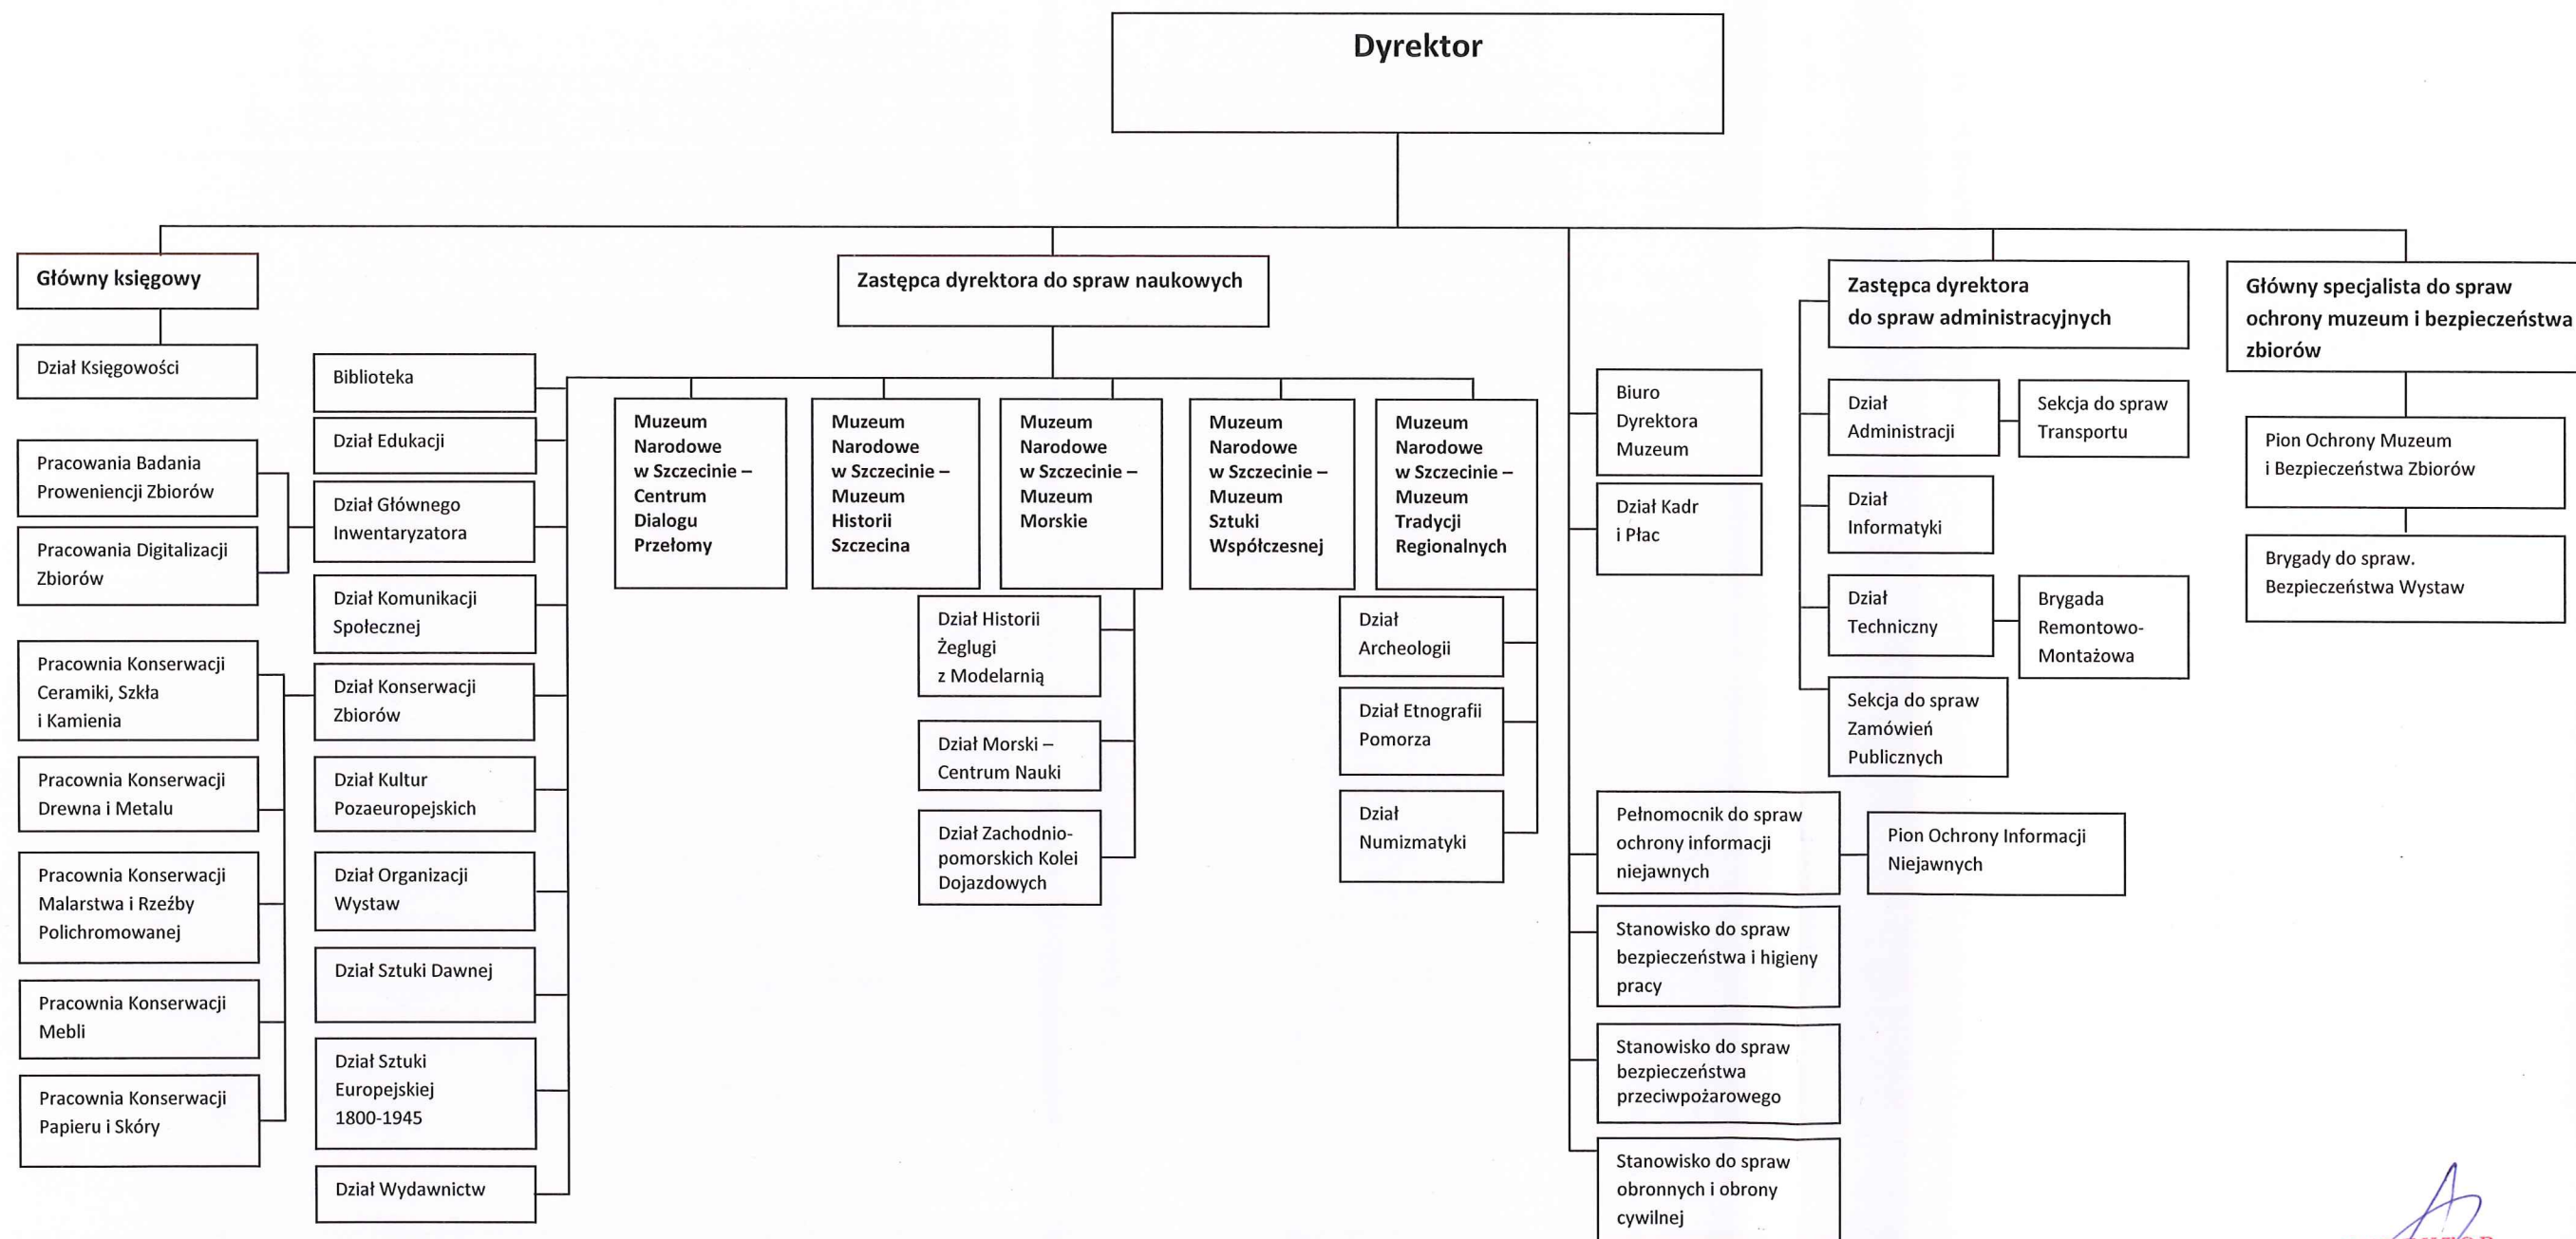 Dyrektor
Główny księgowy
Dział Księgowości
Zastępca dyrektora do spraw naukowych
Biblioteka
Dział Edukacji
Dział Głównego
Inwentaryzatora
Pracowania Badania
Proweniencji Zbiorów
Pracowania Digitalizacji
Zbiorów
Dział Komunikacji
Społecznej
Dział Konserwacji
Zbiorów
Pracownia Konserwacji
Ceramiki, Szkła
i Kamienia
Pracownia Konserwacji
Drewna i Metalu
Pracownia Konserwacji
Malarstwa i Rzeźby
Polichromowanej
Pracownia Konserwacji
Mebli
Pracownia Konserwacji
Papieru i Skóry
Dział Kultur
Pozaeuropejskich
Dział Organizacji
Wystaw
Dział Sztuki Dawnej
Dział Sztuki
Europejskiej
1800-1945
Dział Wydawnictw
Muzeum
Narodowe
w Szczecinie –
Centrum
Dialogu
Przełomy
Muzeum
Narodowe
w Szczecinie –
Muzeum
Historii
Szczecina
Muzeum
Narodowe
w Szczecinie –
Muzeum
Morskie
Dział Historii
Żeglugi
z Modelarnią
Dział Morski –
Centrum Nauki
Dział Zachodnio-
pomorskich Kolei
Dojazdowych
Muzeum
Narodowe
w Szczecinie –
Muzeum
Sztuki
Współczesnej
Muzeum
Narodowe
w Szczecinie –
Muzeum
Tradycji
Regionalnych
Dział
Archeologii
Dział Etnografii
Pomorza
Dział
Numizmatyki
Biuro
Dyrektora
Muzeum
Dział Kadr
i Płac
Pełnomocnik do spraw
ochrony informacji
niejawnych
Pion Ochrony Informacji
Niejawnych
Stanowisko do spraw
bezpieczeństwa i higieny
pracy
Stanowisko do spraw
bezpieczeństwa
przeciwpożarowego
Stanowisko do spraw
obronnych i obrony
cywilnej
Zastępca dyrektora
do spraw administracyjnych
Dział
Administracji
Sekcja do spraw
Transportu
Dział
Informatyki
Dział
Techniczny
Brygada
Remontowo-
Montażowa
Sekcja do spraw
Zamówień
Publicznych
Główny specjalista do spraw
ochrony muzeum i bezpieczeństwa
zbiorów
Pion Ochrony Muzeum
i Bezpieczeństwa Zbiorów
Brygady do spraw.
Bezpieczeństwa Wystaw